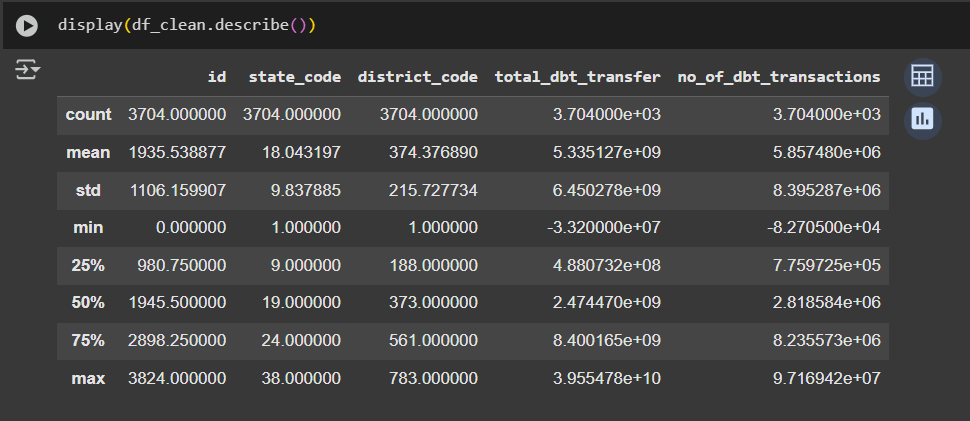 display(df_clean.describe())
id state_code district_code total_dbt_transfer no_of_dbt_transactions
count 3704.000000 3704.000000 3704.000000 3.704000e+03 3.704000e+03
mean 1935.538877 18.043197 374.376890 5.335127e+09 5.857480e+06
std 1106.159907 9.837885 215.727734 6.450278e+09 8.395287e+06
min 0.000000 1.000000 1.000000 -3.320000e+07 -8.270500e+04
25% 980.750000 9.000000 188.000000 4.880732e+08 7.759725e+05
50% 1945.500000 19.000000 373.000000 2.474470e+09 2.818584e+06
75% 2898.250000 24.000000 561.000000 8.400165e+09 8.235573e+06
max 3824.000000 38.000000 783.000000 3.955478e+10 9.716942e+07